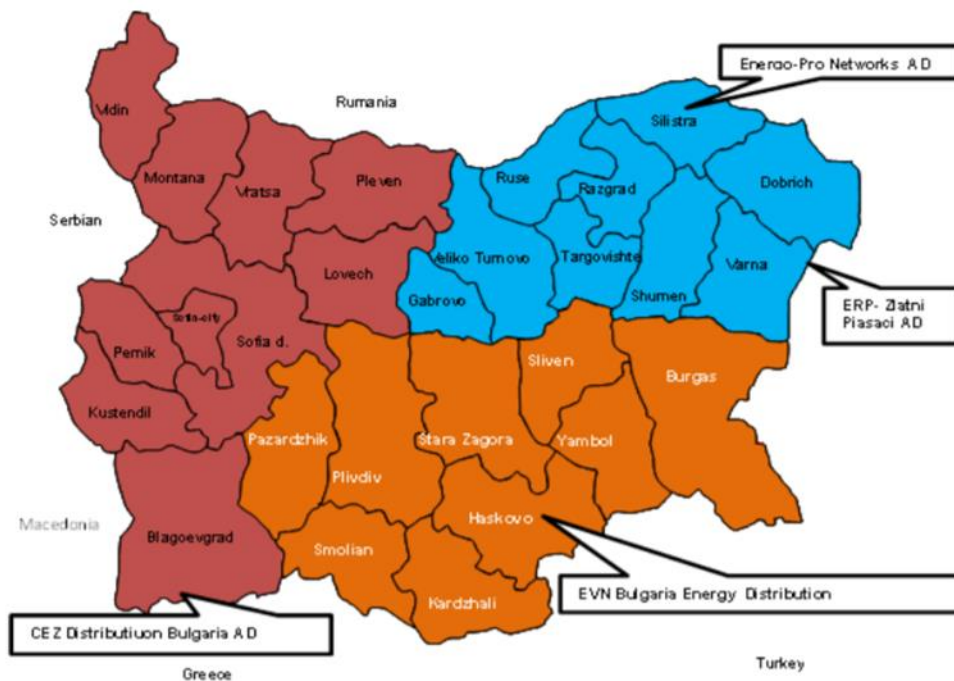 Energo-Pro Networks AD
Rumania
Vidin
Silistra
Montana
Vratsa
Pleven
Ruse
Razgrad
Dobrich
Serbian
Lovech
Veliko Turnovo
Targovishte
Varna
Gabrovo
Shumen
ERP- Zlatni
Piasaci AD
Sofia-city
Pernik
Sofia d.
Sliven
Burgas
Kustendil
Pazardzhik
Stara Zagora
Yambol
Plivdiv
Macedonia
Haskovo
Blagoevgrad
Smolian
EVN Bulgaria Energy Distribution
Kardzhali
CEZ Distributiuon Bulgaria AD
Greece
Turkey